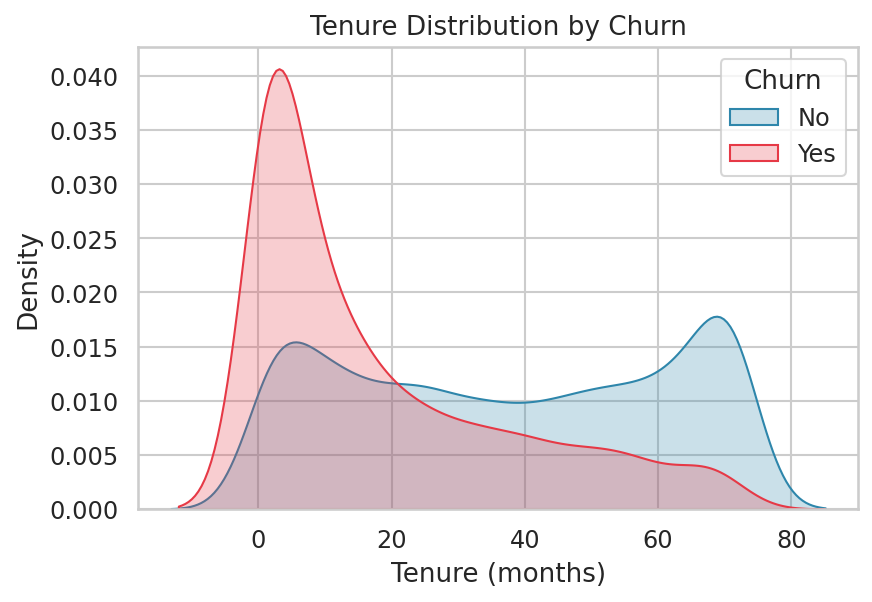 Tenure Distribution by Churn
Churn
No
Yes
Density
0.040
0.035
0.030
0.025
0.020
0.015
0.010
0.005
0.000
0 20 40 60 80
Tenure (months)